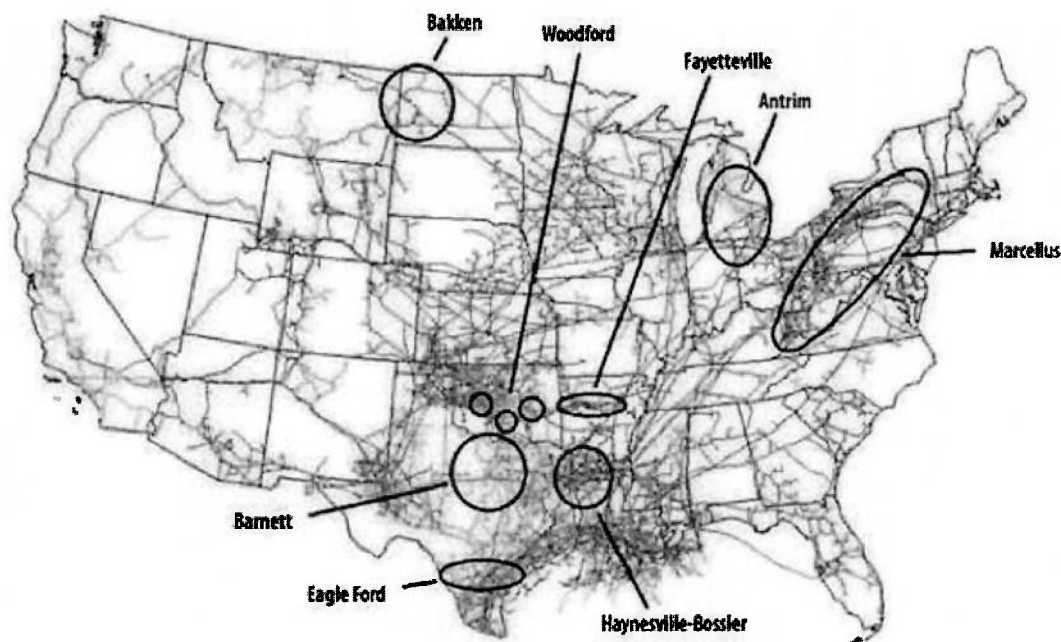 Bakken
Woodford
Fayetteville
Antrim
Marcellus
Barnett
Eagle Ford
Haynesville-Bossier